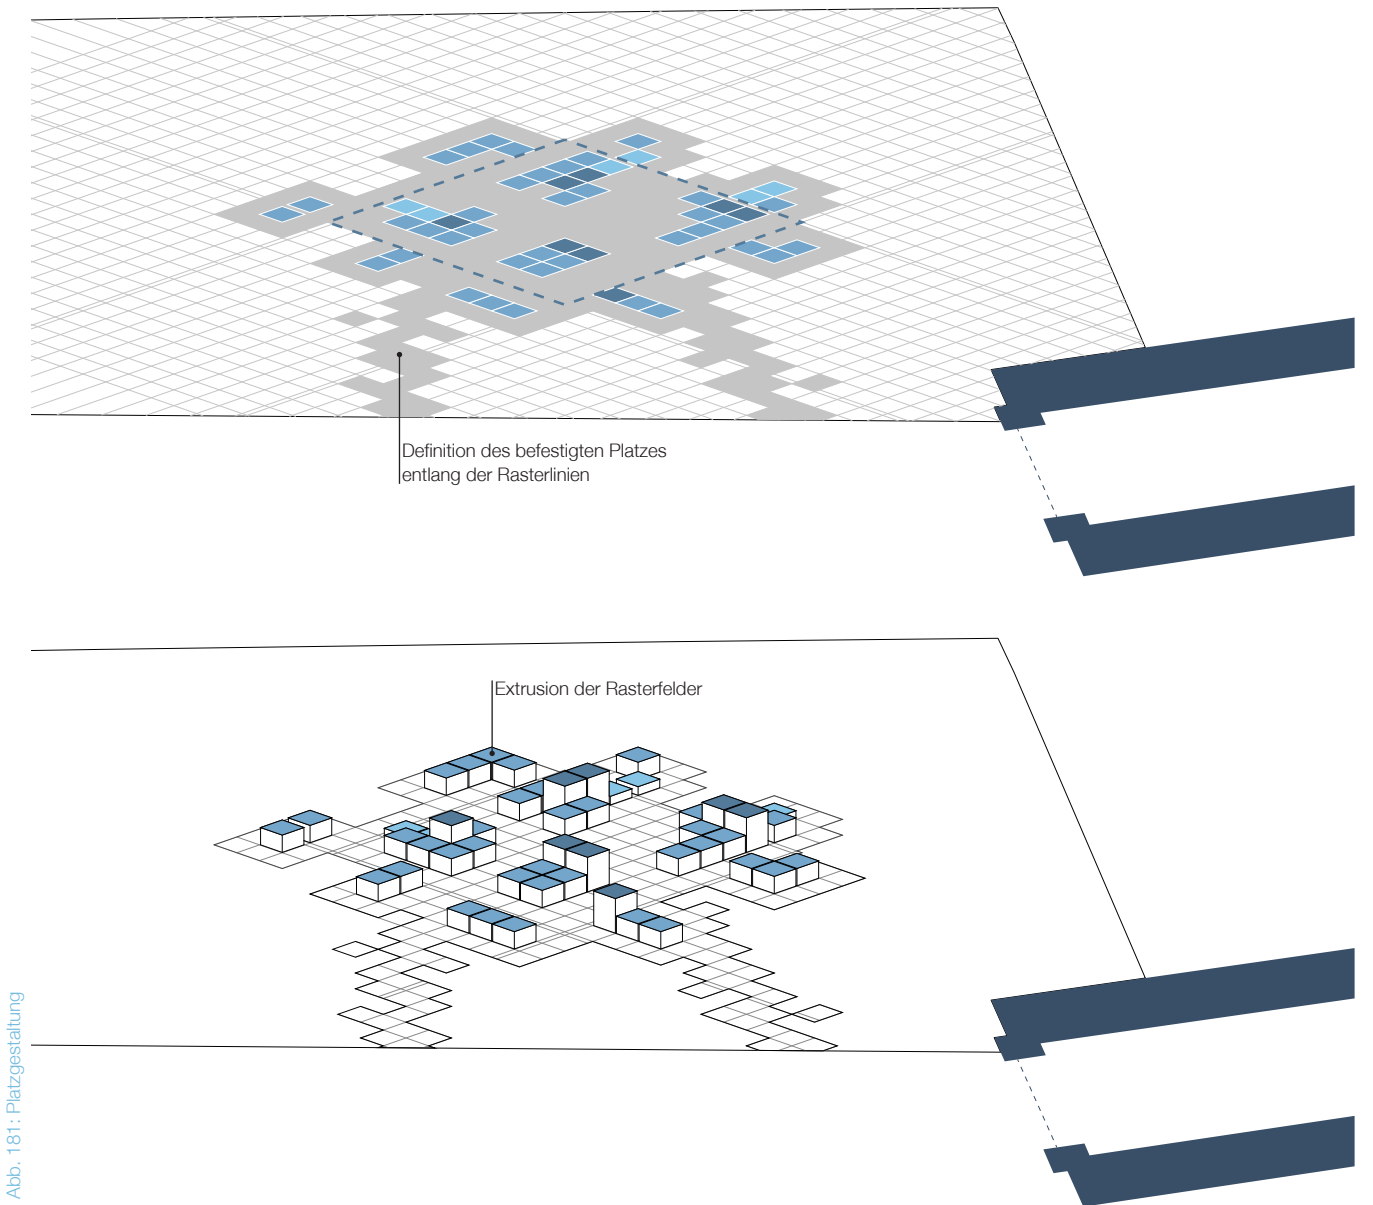 Definition des befestigten Platzes
entlang der Rasterlinien
Extrusion der Rasterfelder
Abb. 181: Platzgestaltung